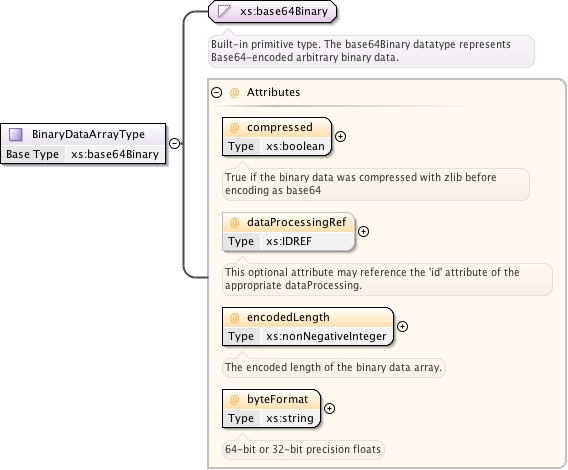 xs:base64Binary
Built-in primitive type. The base64Binary datatype represents
Base64-encoded arbitrary binary data.
BinaryDataArrayType
Base Type xs:base64Binary
@ Attributes
@ compressed
Type xs:boolean
True if the binary data was compressed with zlib before
encoding as base64
@ dataProcessingRef
Type xs:IDREF
This optional attribute may reference the 'id' attribute of the
appropriate dataProcessing.
@ encodedLength
Type xs:nonNegativeInteger
The encoded length of the binary data array.
@ byteFormat
Type xs:string
64-bit or 32-bit precision floats